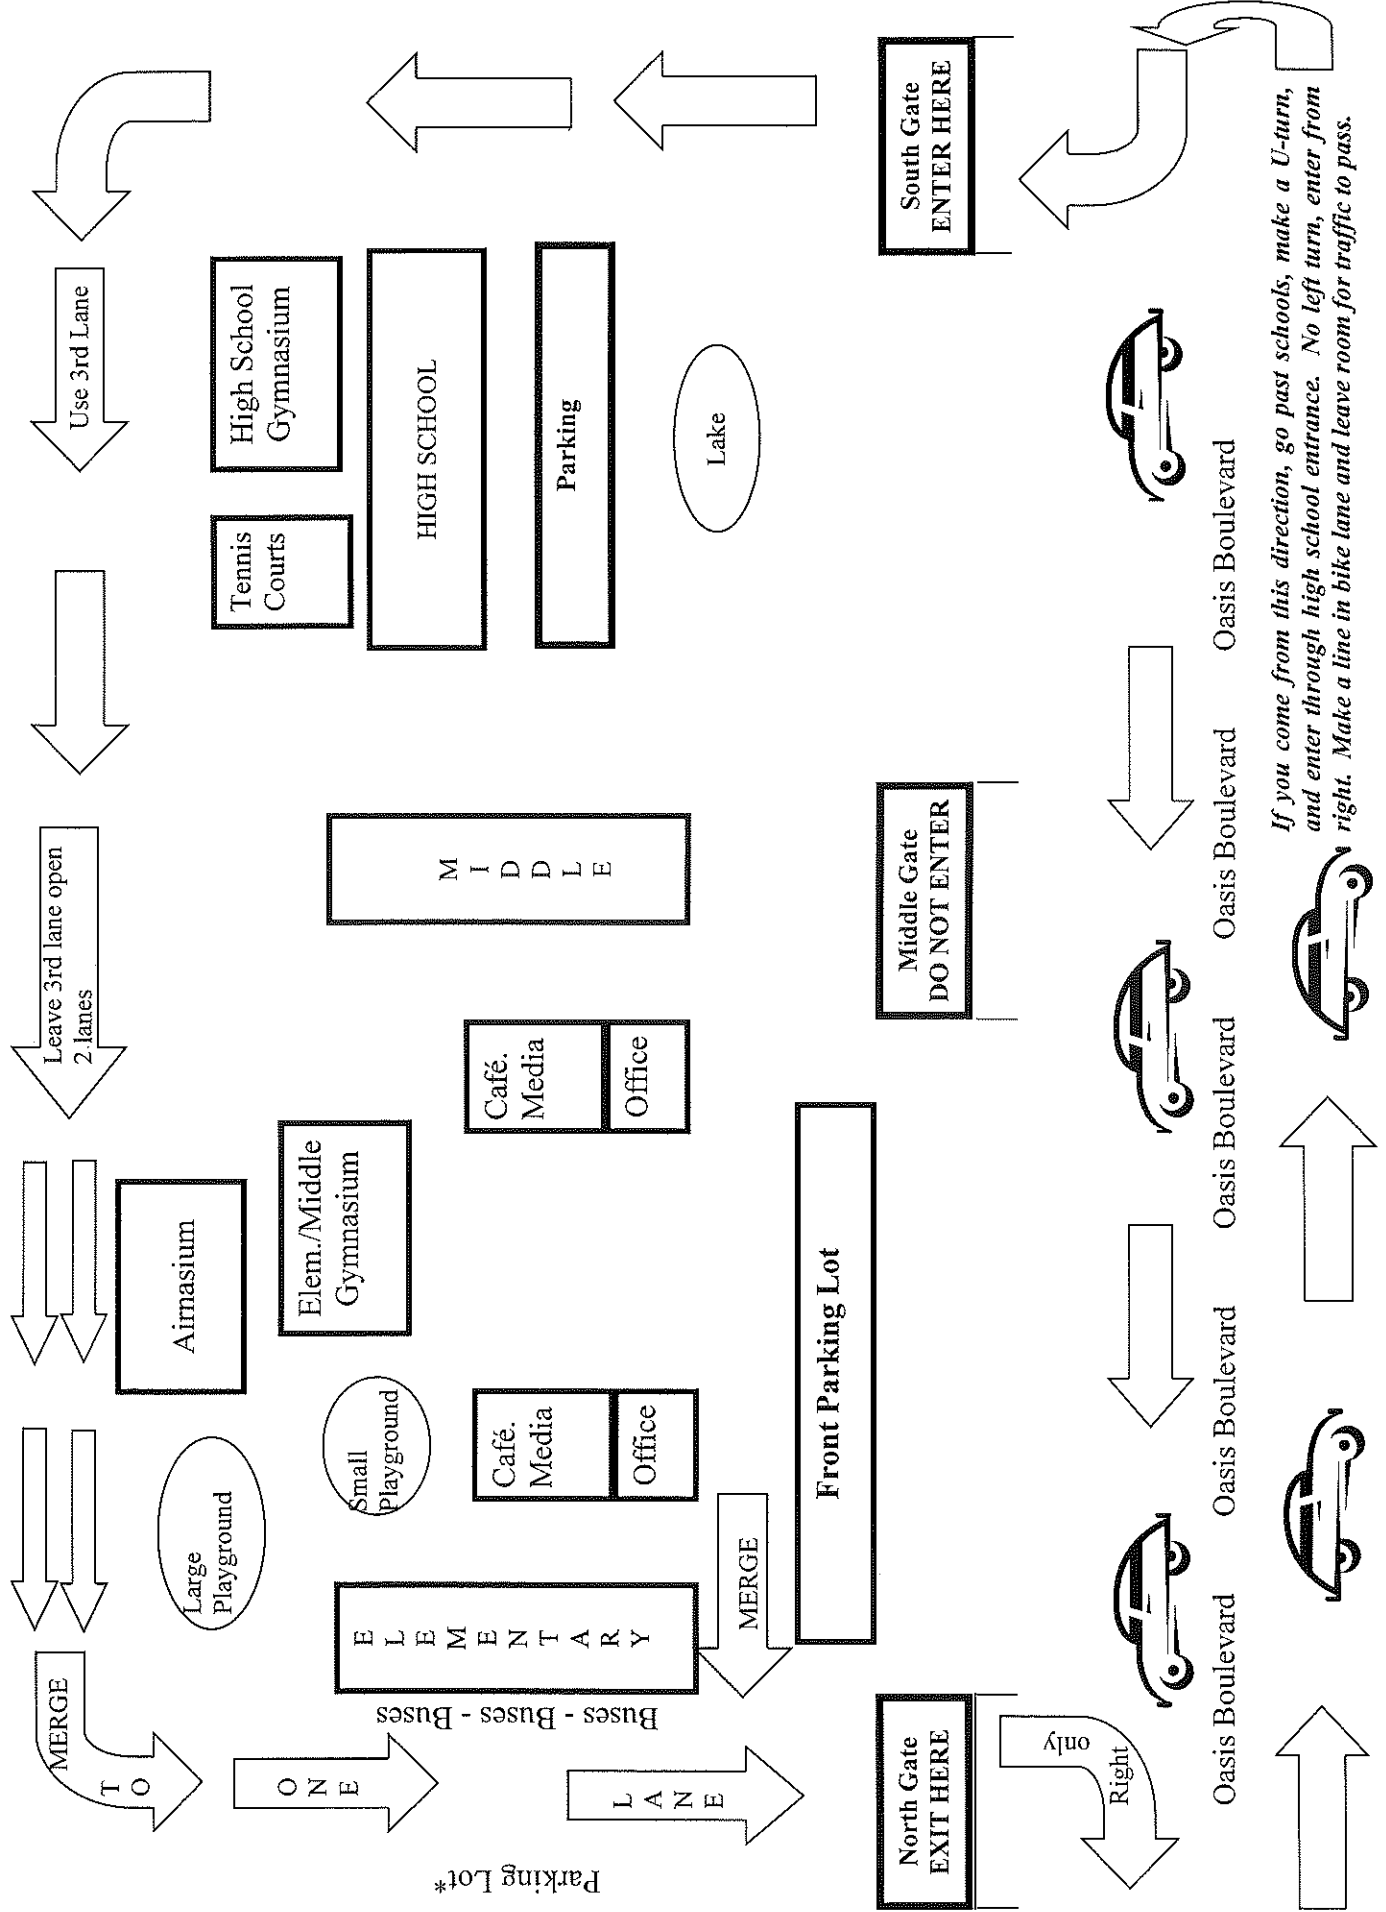 Use 3rd Lane
Leave 3rd lane open
2 lanes
MERGE
T
O
O
N
E
L
A
N
E
High School
Gymnasium
Tennis
Courts
HIGH SCHOOL
Parking
Lake
M
I
D
D
L
E
Café.
Media
Office
Airnasium
Elem./Middle
Gymnasium
Large
Playground
Small
Playground
Café.
Media
Office
E
L
E
M
E
N
T
A
R
Y
Buses - Buses - Buses
MERGE
Front Parking Lot
Parking Lot*
South Gate
ENTER HERE
Middle Gate
DO NOT ENTER
North Gate
EXIT HERE
Right
only
Oasis Boulevard
Oasis Boulevard
Oasis Boulevard
Oasis Boulevard
Oasis Boulevard
If you come from this direction, go past schools, make a U-turn,
and enter through high school entrance. No left turn, enter from
right. Make a line in bike lane and leave room for traffic to pass.